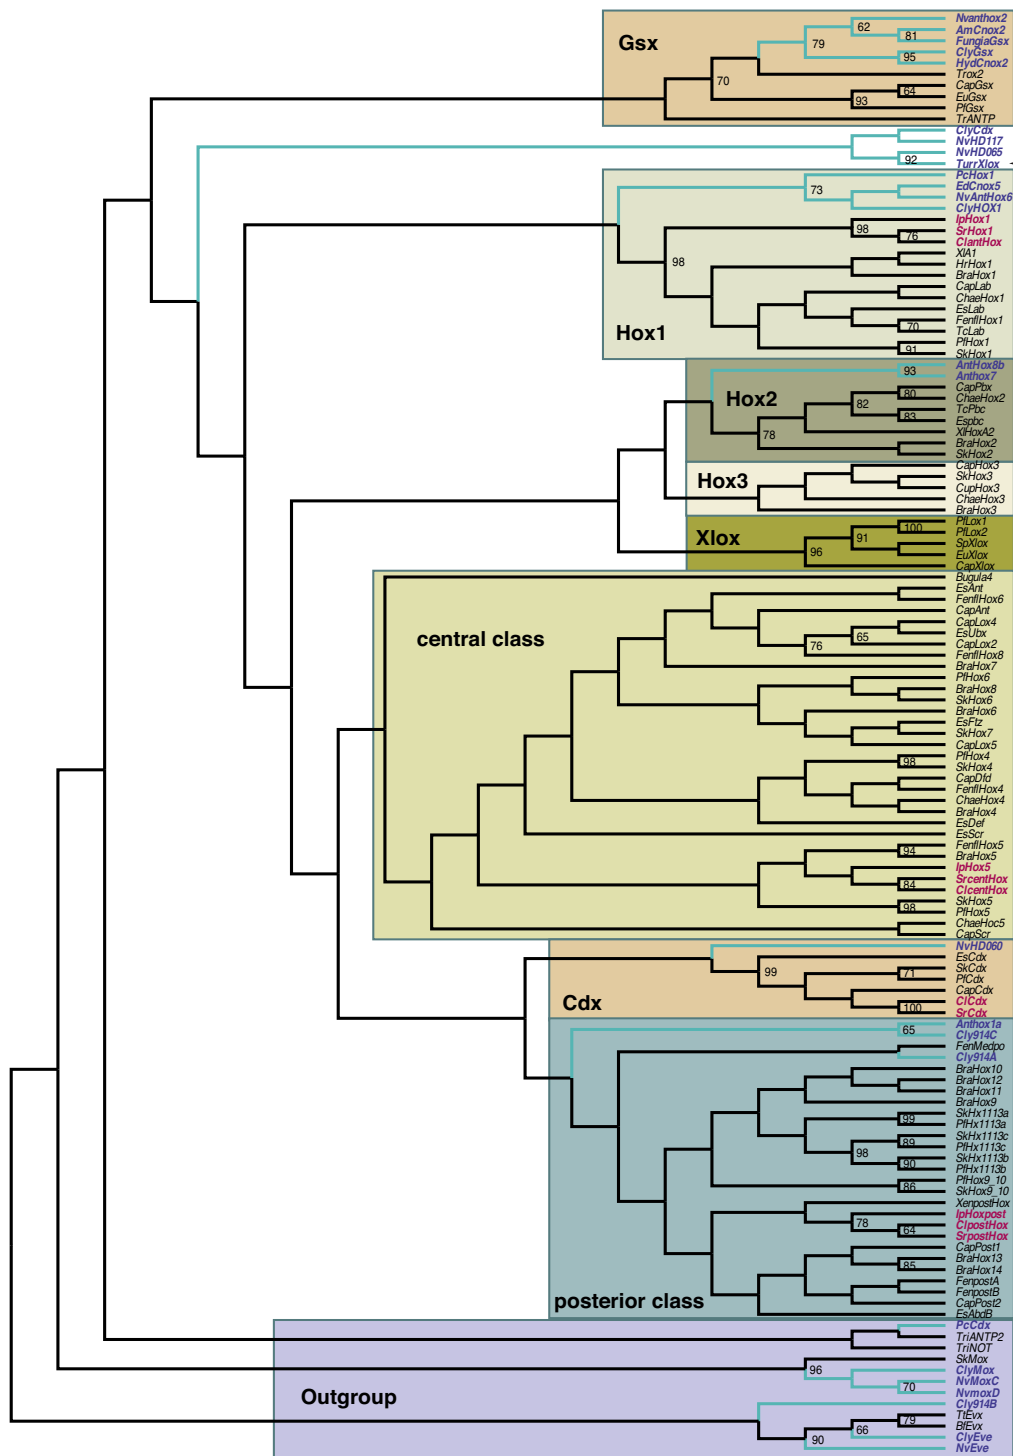 Gsx
Nvanthox2
62
AmCnox2
81
FungiaGsx
79
ClyGsx
95
HydCnox2
Trox2
70
CapGsx
64
EuGsx
93
PfGsx
TrANTP
ClyCdx
NvHD117
NvHD065
92
TurrXlox
PcHox1
EdCnox5
73
NvAntHox6
ClyHOX1
IpHox1
98
SrHox1
76
ClantHox
XlA1
98
HrHox1
BraHox1
CapLab
ChaeHox1
EsLab
FenflHox1
70
TcLab
Hox1
PfHox1
91
SkHox1
AntHox8b
93
Anthox7
CapPbx
80
ChaeHox2
Hox2
82
TcPbc
83
Espbc
XlHoxA2
78
BraHox2
SkHox2
CapHox3
SkHox3
Hox3
CupHox3
ChaeHox3
BraHox3
PfLox1
100
PfLox2
Xlox
91
SpXlox
96
EuXlox
CapXlox
Bugula4
EsAnt
FenflHox6
CapAnt
CapLox4
65
EsUbx
central class
76
CapLox2
FenflHox8
BraHox7
PfHox6
BraHox8
SkHox6
BraHox6
EsFtz
SkHox7
CapLox5
PfHox4
98
SkHox4
CapDfd
FenflHox4
ChaeHox4
BraHox4
EsDef
EsScr
FenflHox5
94
BraHox5
IpHox5
SrcentHox
84
ClcentHox
SkHox5
98
PfHox5
ChaeHoc5
CapScr
NvHD060
EsCdx
99
SkCdx
71
PfCdx
CapCdx
Cdx
ClCdx
100
SrCdx
Anthox1a
65
Cly914C
FenMedpo
Cly914A
BraHox10
BraHox12
BraHox11
BraHox9
SkHx1113a
99
PfHx1113a
SkHx1113c
89
PfHx1113c
98
SkHx1113b
90
PfHx1113b
PfHox9_10
86
SkHox9_10
XenpostHox
IpHoxpost
78
ClpostHox
64
SrpostHox
CapPost1
BraHox13
85
BraHox14
FenpostA
FenpostB
posterior class
CapPost2
EsAbdB
PcCdx
TriANTP2
TriNOT
SkMox
96
ClyMox
NvMoxC
70
NvmoxD
Outgroup
Cly914B
TtEvx
79
BfEvx
66
ClyEve
90
NvEve